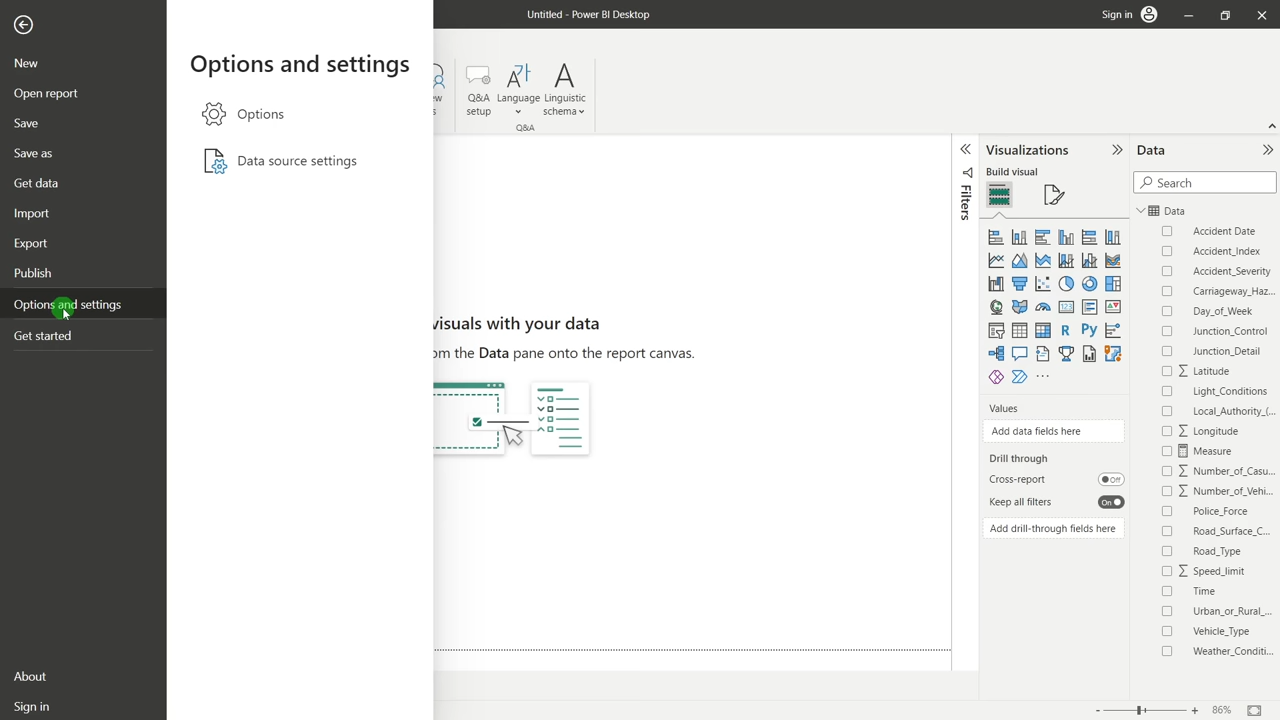 Untitled - Power BI Desktop
Sign in
New
Open report
Save
Save as
Get data
Import
Export
Publish
Options and settings
Get started
About
Sign in
Options and settings
Options
Data source settings
Q&A setup
Language
Linguistic schema
Q&A
visuals with your data
the Data pane onto the report canvas.
Filters
Visualizations
Build visual
R
Py
123
Values
Add data fields here
Drill through
Cross-report
Off
Keep all filters
On
Add drill-through fields here
Data
Search
Data
Accident Date
Accident_Index
Accident_Severity
Carriageway_Haz...
Day_of_Week
Junction_Control
Junction_Detail
Latitude
Light_Conditions
Local_Authority_(...
Longitude
Measure
Number_of_Casu...
Number_of_Vehi...
Police_Force
Road_Surface_C...
Road_Type
Speed_limit
Time
Urban_or_Rural_...
Vehicle_Type
Weather_Conditi...
86%